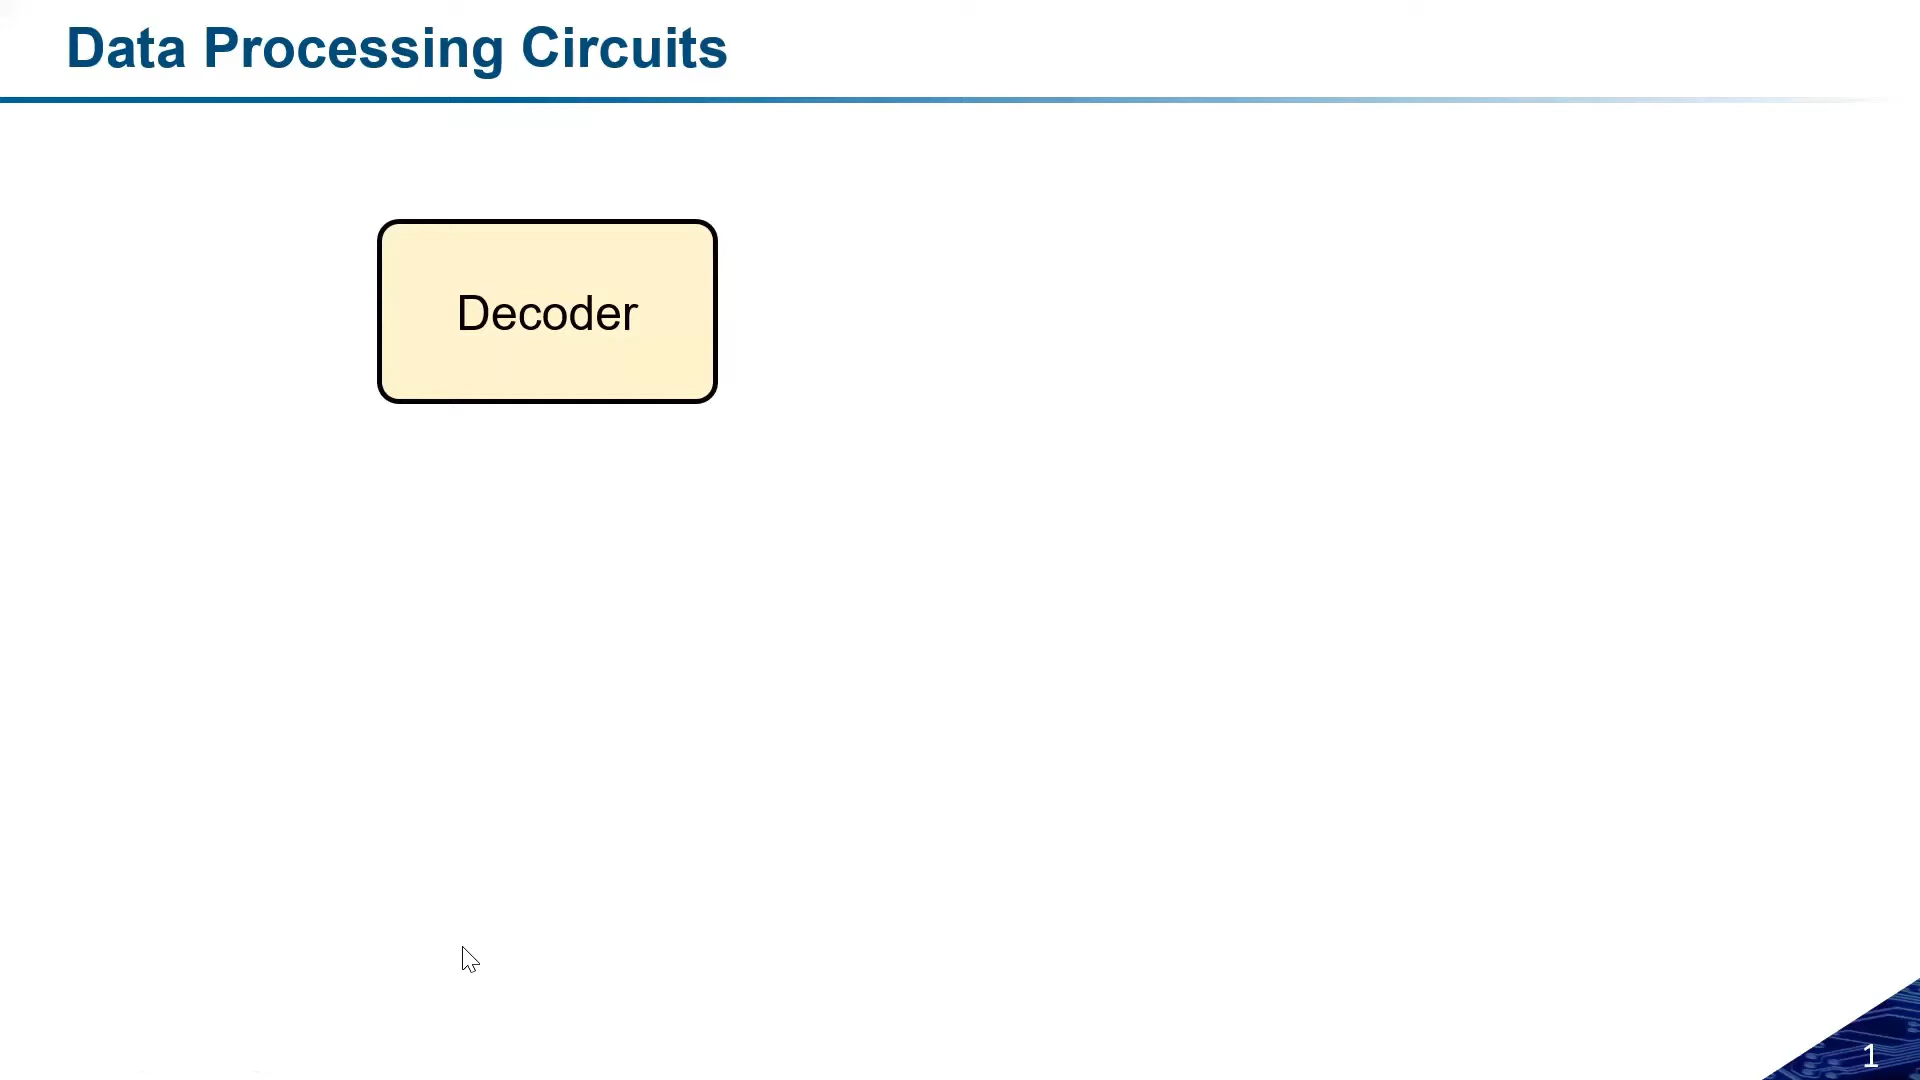 Data Processing Circuits
Decoder
1